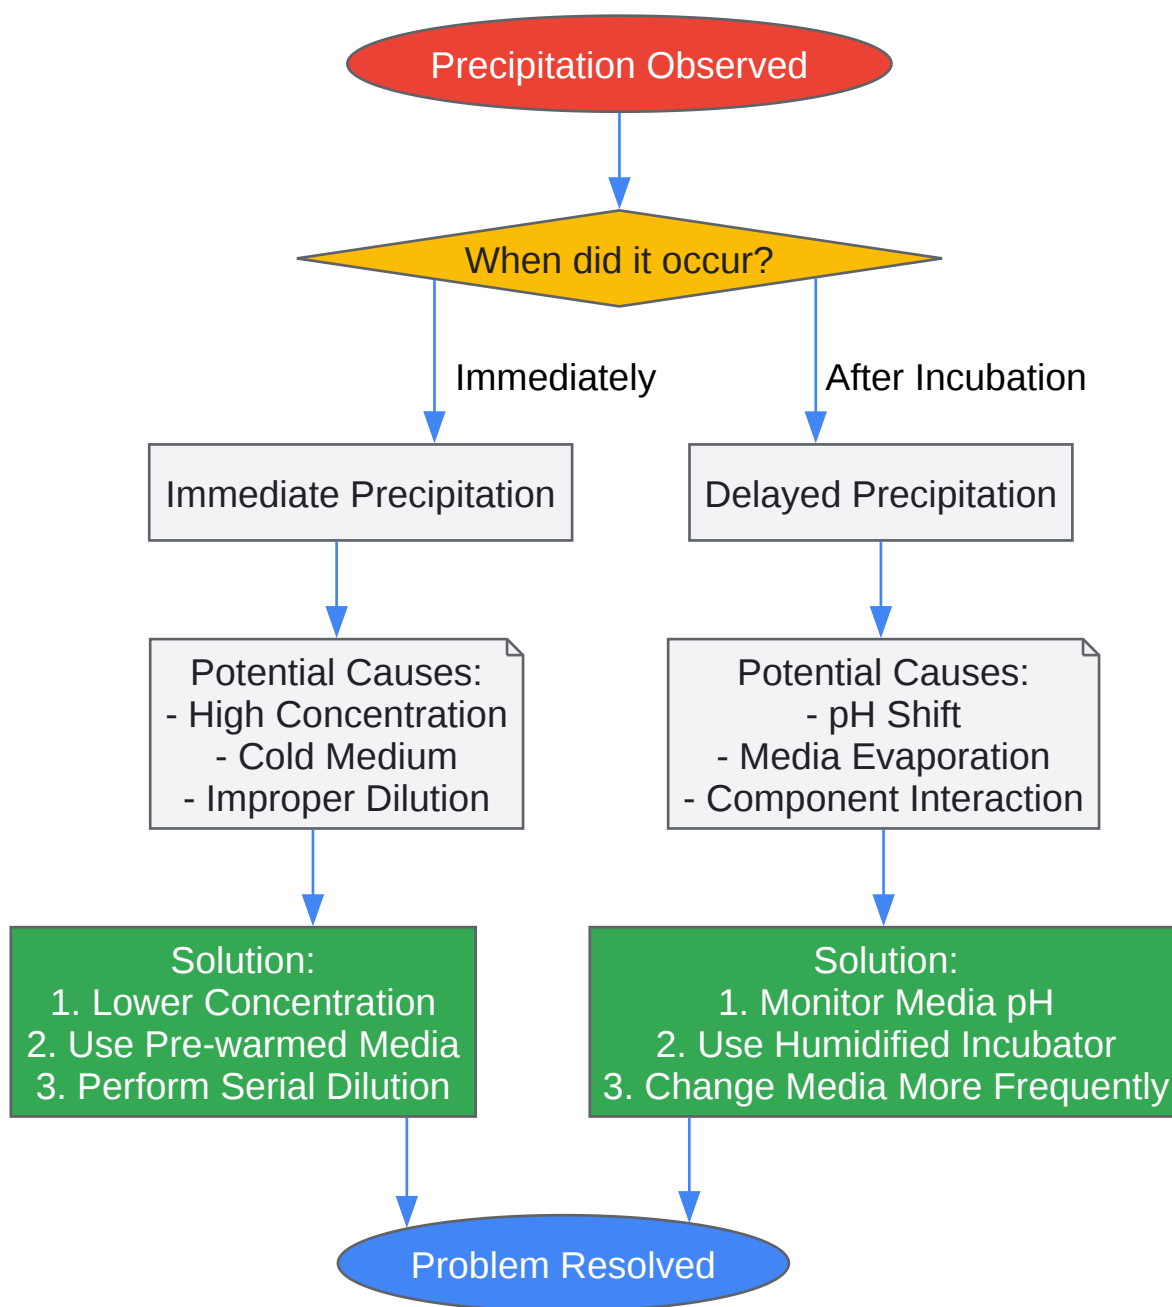 Precipitation Observed
When did it occur?
Immediately
After Incubation
Immediate Precipitation
Delayed Precipitation
Potential Causes:
- High Concentration
- Cold Medium
- Improper Dilution
Potential Causes:
- pH Shift
- Media Evaporation
- Component Interaction
Solution:
1. Lower Concentration
2. Use Pre-warmed Media
3. Perform Serial Dilution
Solution:
1. Monitor Media pH
2. Use Humidified Incubator
3. Change Media More Frequently
Problem Resolved